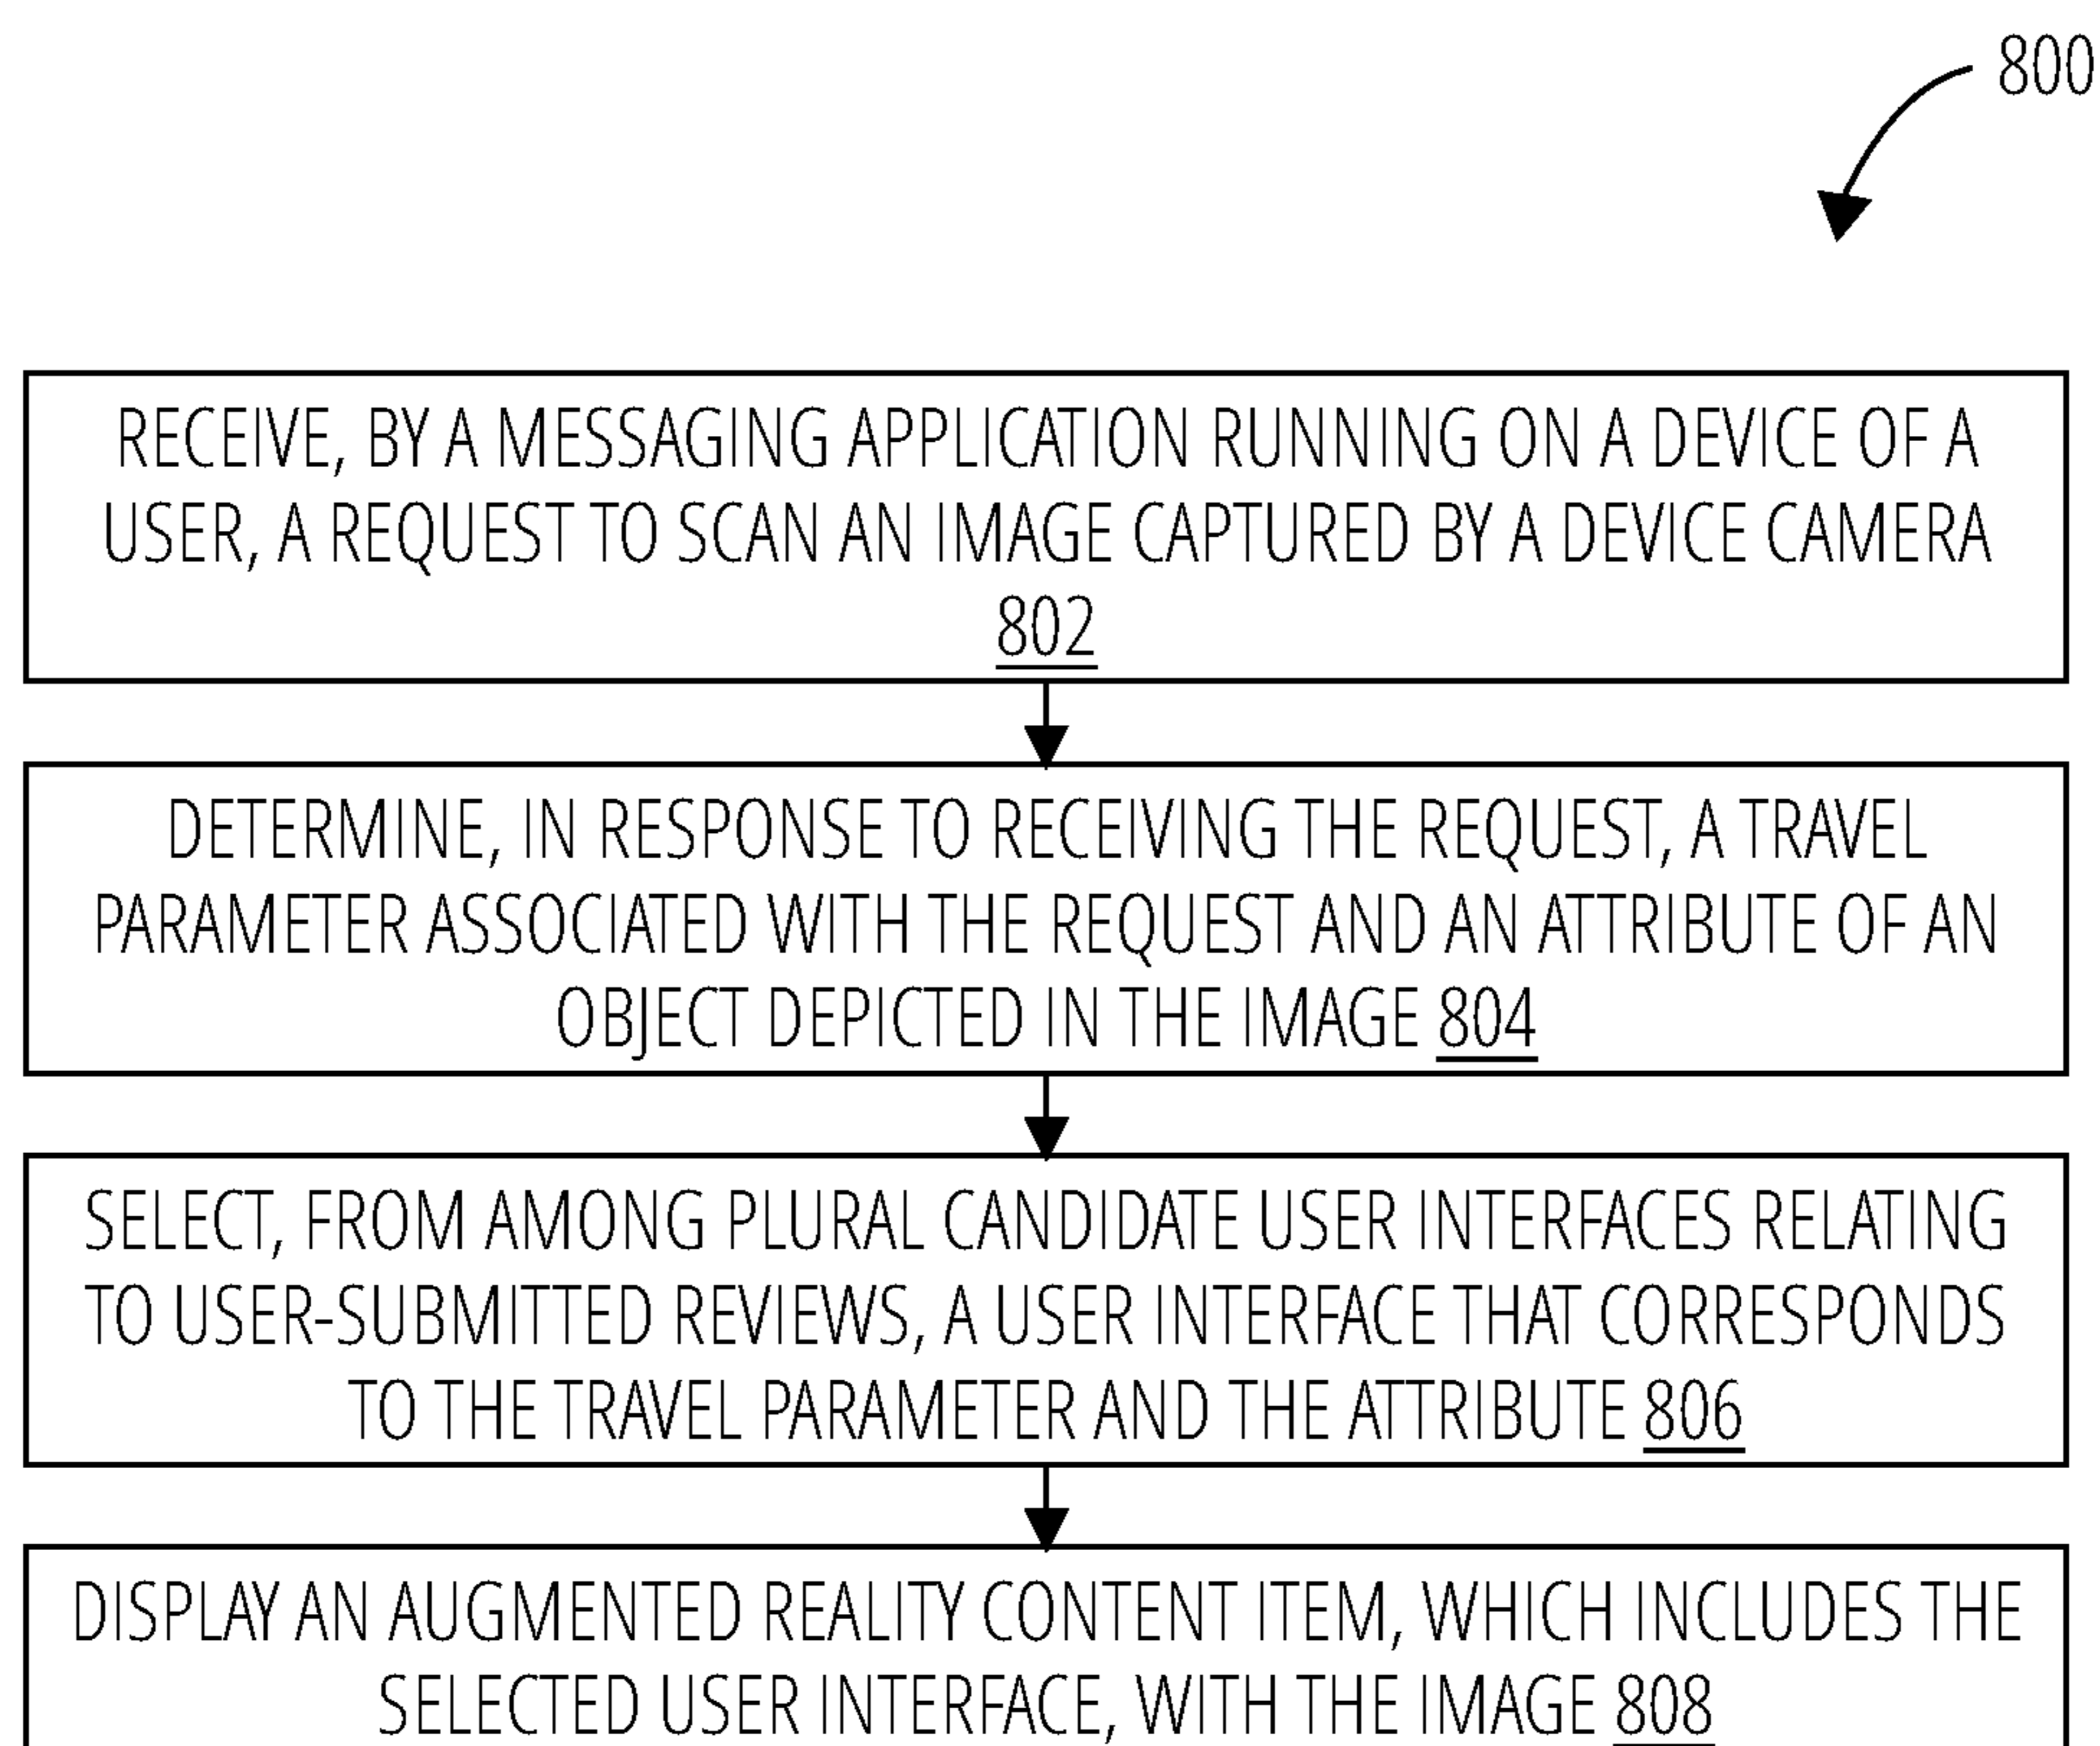 800
RECEIVE, BY A MESSAGING APPLICATION RUNNING ON A DEVICE OF A
USER, A REQUEST TO SCAN AN IMAGE CAPTURED BY A DEVICE CAMERA
802
DETERMINE, IN RESPONSE TO RECEIVING THE REQUEST, A TRAVEL
PARAMETER ASSOCIATED WITH THE REQUEST AND AN ATTRIBUTE OF AN
OBJECT DEPICTED IN THE IMAGE 804
SELECT, FROM AMONG PLURAL CANDIDATE USER INTERFACES RELATING
TO USER-SUBMITTED REVIEWS, A USER INTERFACE THAT CORRESPONDS
TO THE TRAVEL PARAMETER AND THE ATTRIBUTE 806
DISPLAY AN AUGMENTED REALITY CONTENT ITEM, WHICH INCLUDES THE
SELECTED USER INTERFACE, WITH THE IMAGE 808